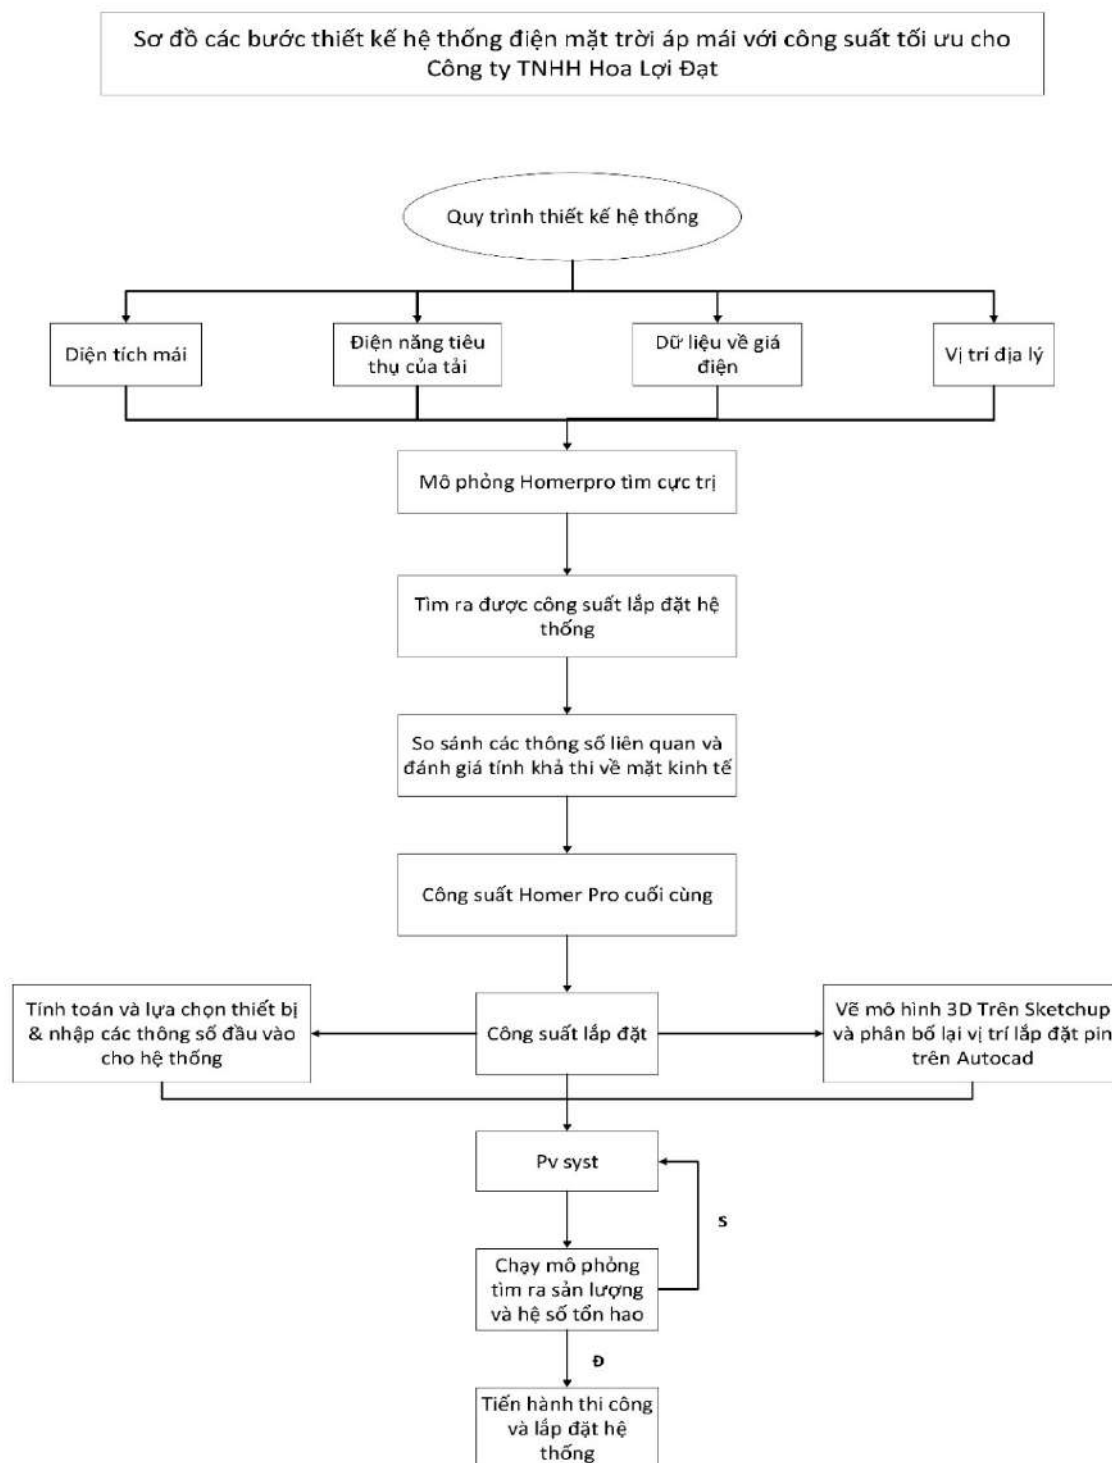 Sơ đồ các bước thiết kế hệ thống điện mặt trời áp mái với công suất tối ưu cho
Công ty TNHH Hoa Lợi Đạt
Quy trình thiết kế hệ thống
Diện tích mái
Điện năng tiêu
thụ của tải
Dữ liệu về giá
điện
Vị trí địa lý
Mô phỏng Homerpro tìm cực trị
Tìm ra được công suất lắp đặt hệ
thống
So sánh các thông số liên quan và
đánh giá tính khả thi về mặt kinh tế
Công suất Homer Pro cuối cùng
Tính toán và lựa chọn thiết bị
& nhập các thông số đầu vào
cho hệ thống
Công suất lắp đặt
Vẽ mô hình 3D Trên Sketchup
và phân bố lại vị trí lắp đặt pin
trên Autocad
Pv syst
S
Chạy mô phỏng
tìm ra sản lượng
và hệ số tổn hao
Đ
Tiến hành thi công
và lắp đặt hệ
thống